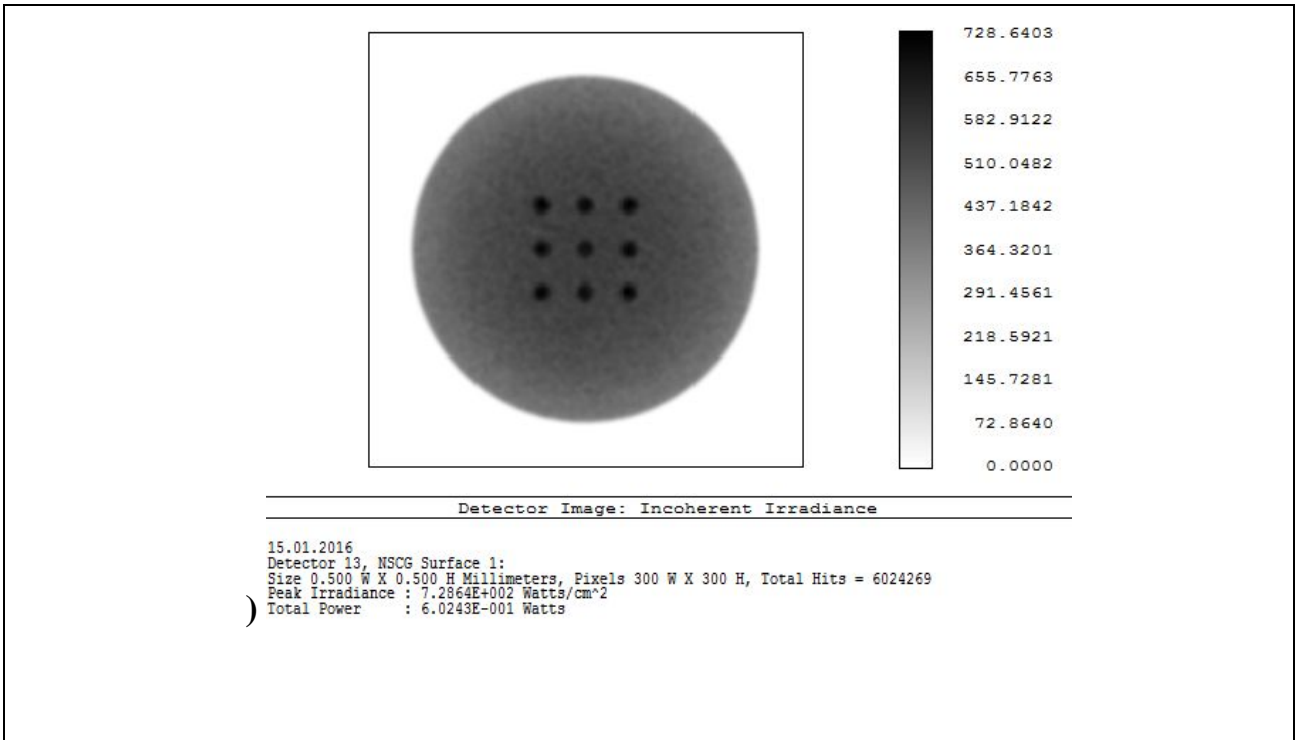 728.6403
655.7763
582.9122
510.0482
437.1842
364.3201
291.4561
218.5921
145.7281
72.8640
0.0000
Detector Image: Incoherent Irradiance
15.01.2016
Detector 13, NSCG Surface 1:
Size 0.500 W X 0.500 H Millimeters, Pixels 300 W X 300 H, Total Hits = 6024269
Peak Irradiance : 7.2864E+002 Watts/cm^2
) Total Power : 6.0243E-001 Watts